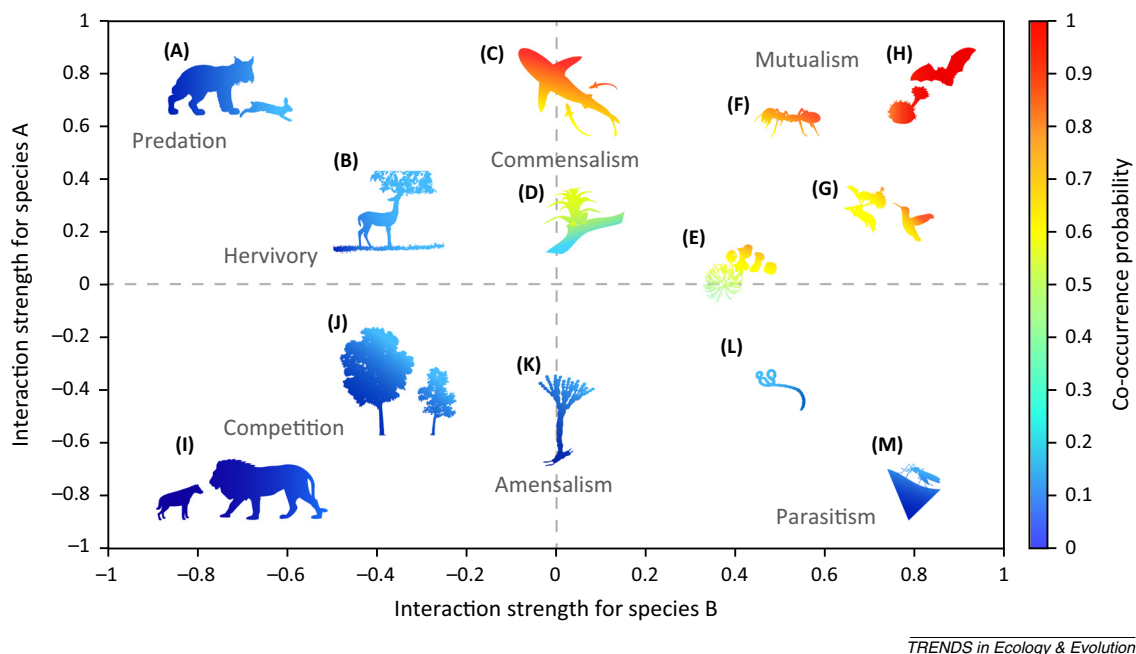 1
0.8
0.6
0.4
0.2
0
–0.2
–0.4
–0.6
–0.8
–1
Interaction strength for species A
(A)
(C)
Mutualism
(H)
(F)
Predation
(B)
Commensalism
(D)
(G)
Hervivory
(E)
(J)
(K)
(L)
Competition
(I)
Amensalism
(M)
Parasitism
–1
–0.8
–0.6
–0.4
–0.2
0
0.2
0.4
0.6
0.8
1
Interaction strength for species B
1
0.9
0.8
0.7
0.6
0.5
0.4
0.3
0.2
0.1
0
Co-occurrence probability
TRENDS in Ecology & Evolution